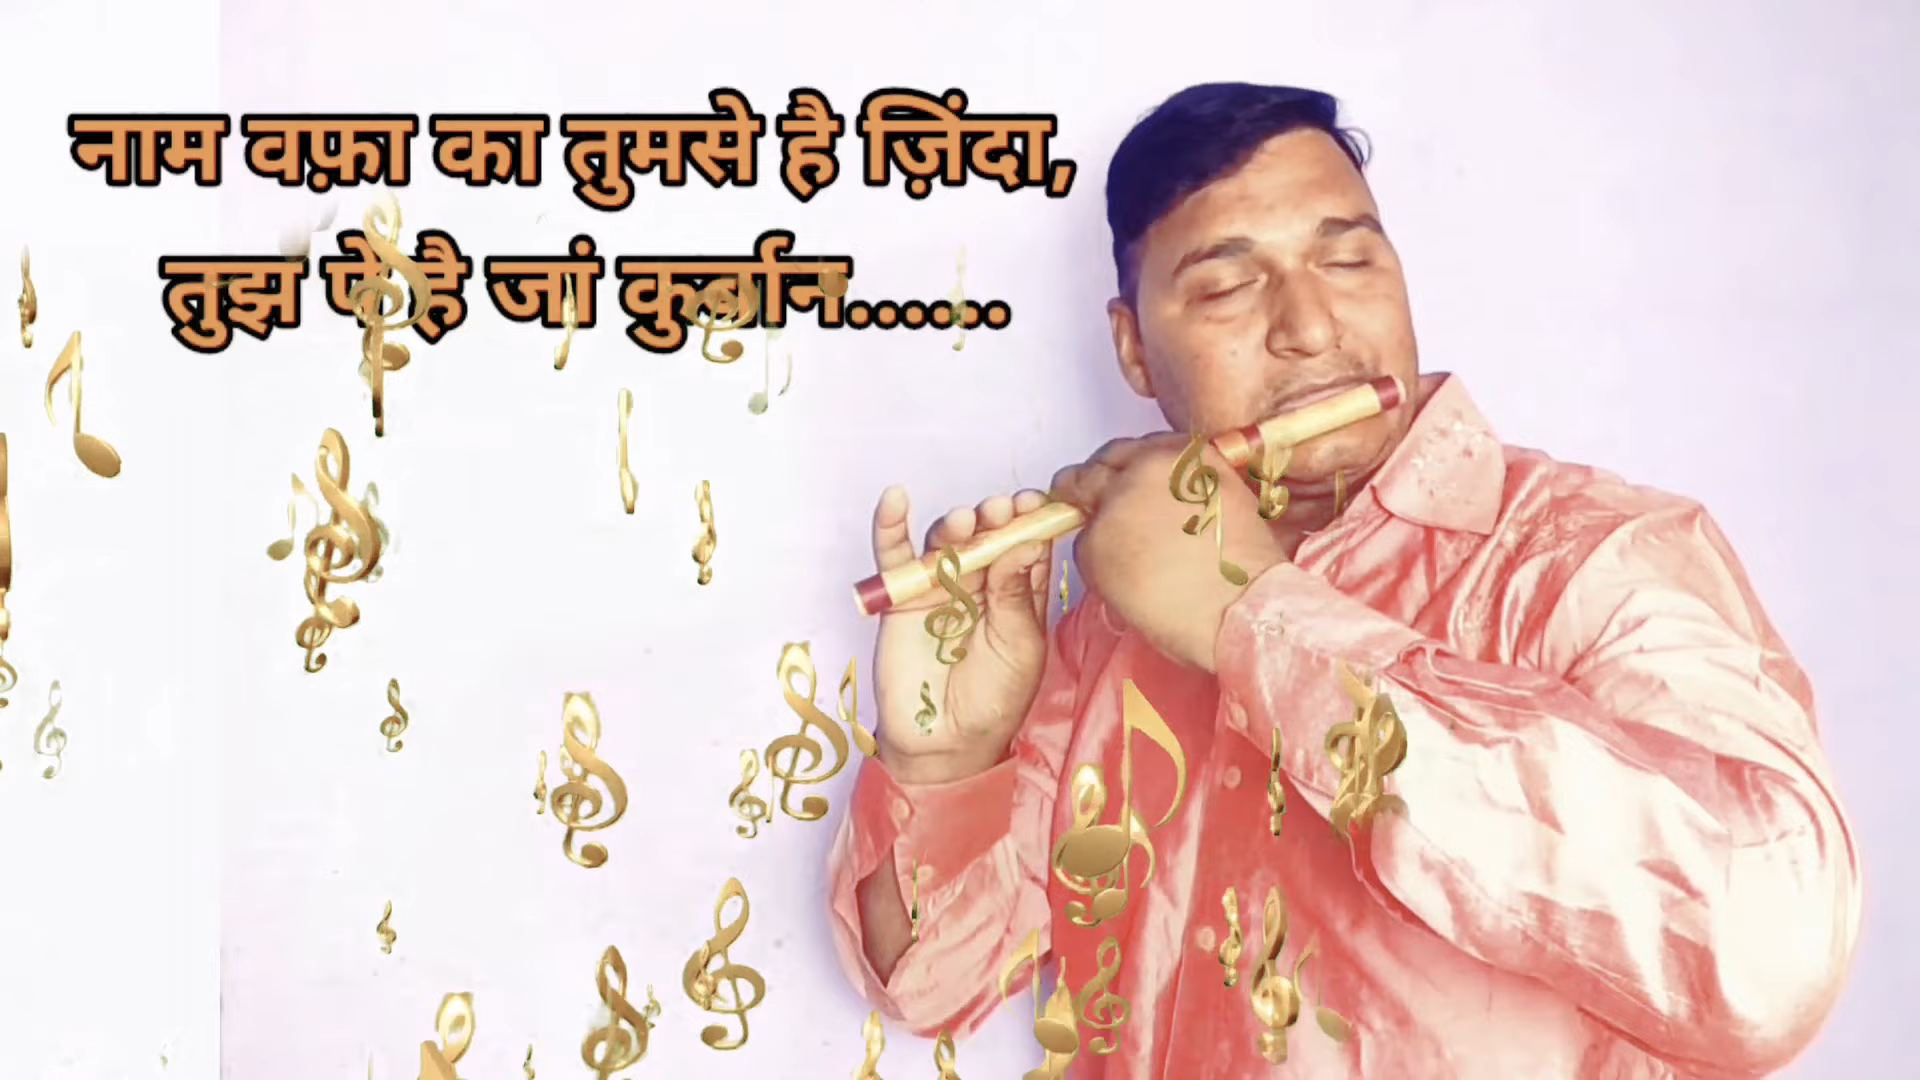 नाम वफ़ा का तुमसे है ज़िंदा,
तुझ पे है जां कुर्बान......